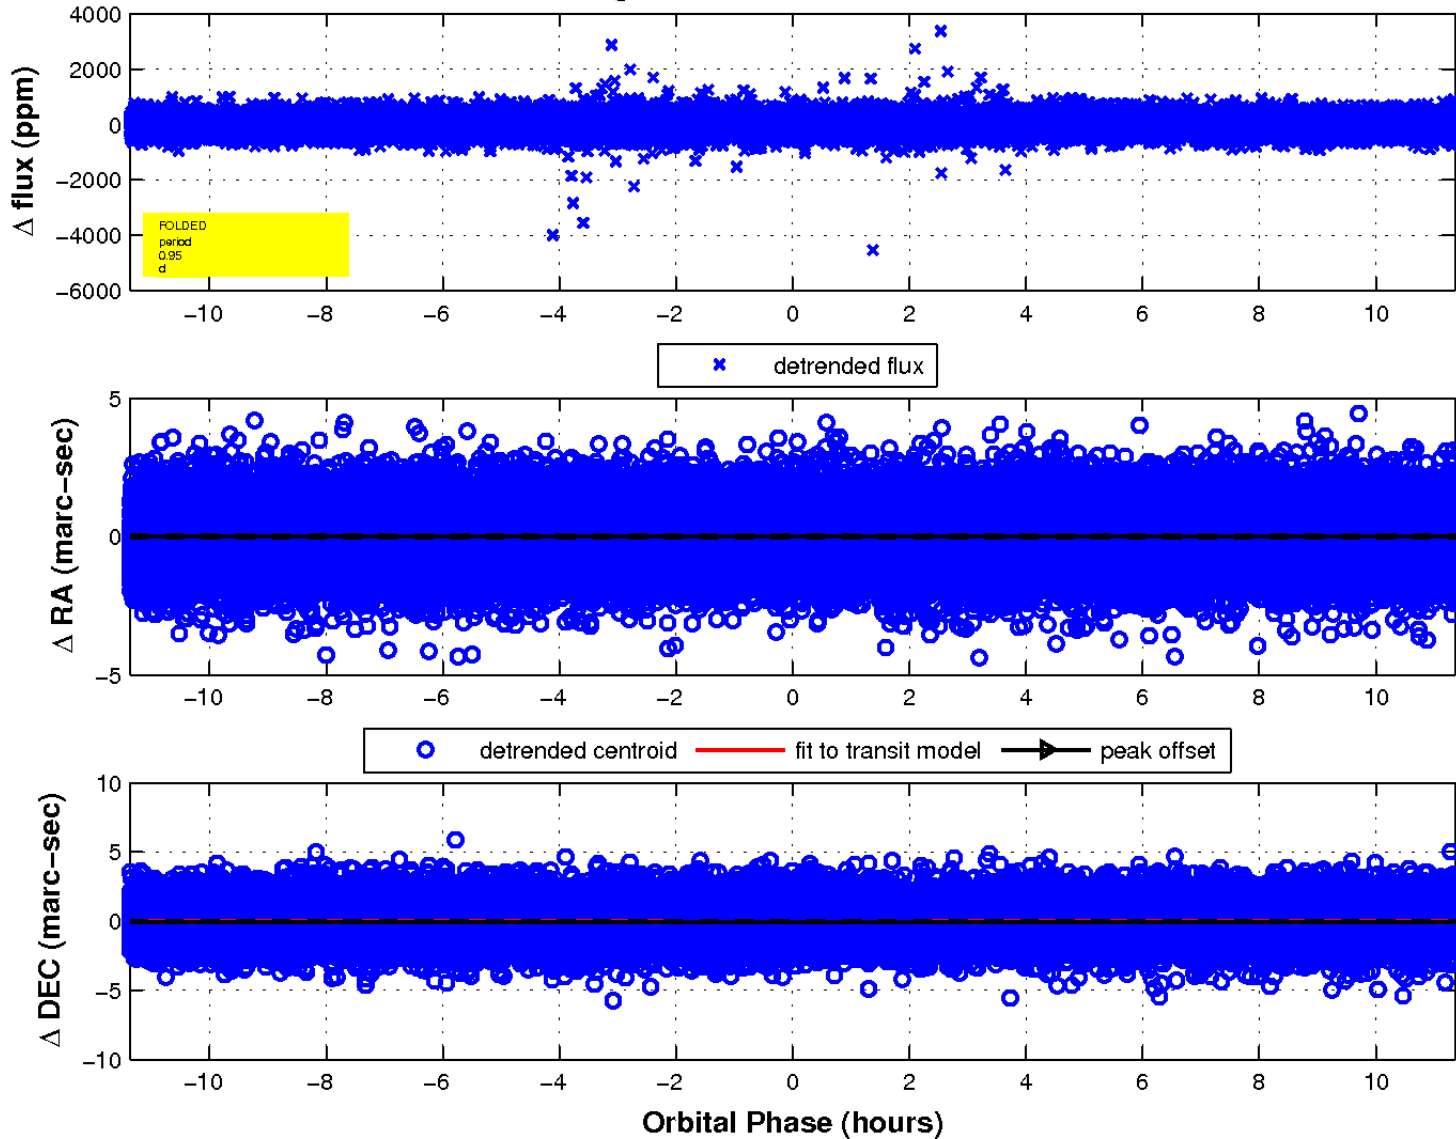 4000
2000
0
−2000
−4000
−6000
Δ flux (ppm)
FOLDED
period
0.95
d
−10 −8 −6 −4 −2 0 2 4 6 8 10
detrended flux
5
0
−5
Δ RA (marc−sec)
−10 −8 −6 −4 −2 0 2 4 6 8 10
detrended centroid fit to transit model peak offset
10
5
0
−5
−10
Δ DEC (marc−sec)
−10 −8 −6 −4 −2 0 2 4 6 8 10
Orbital Phase (hours)